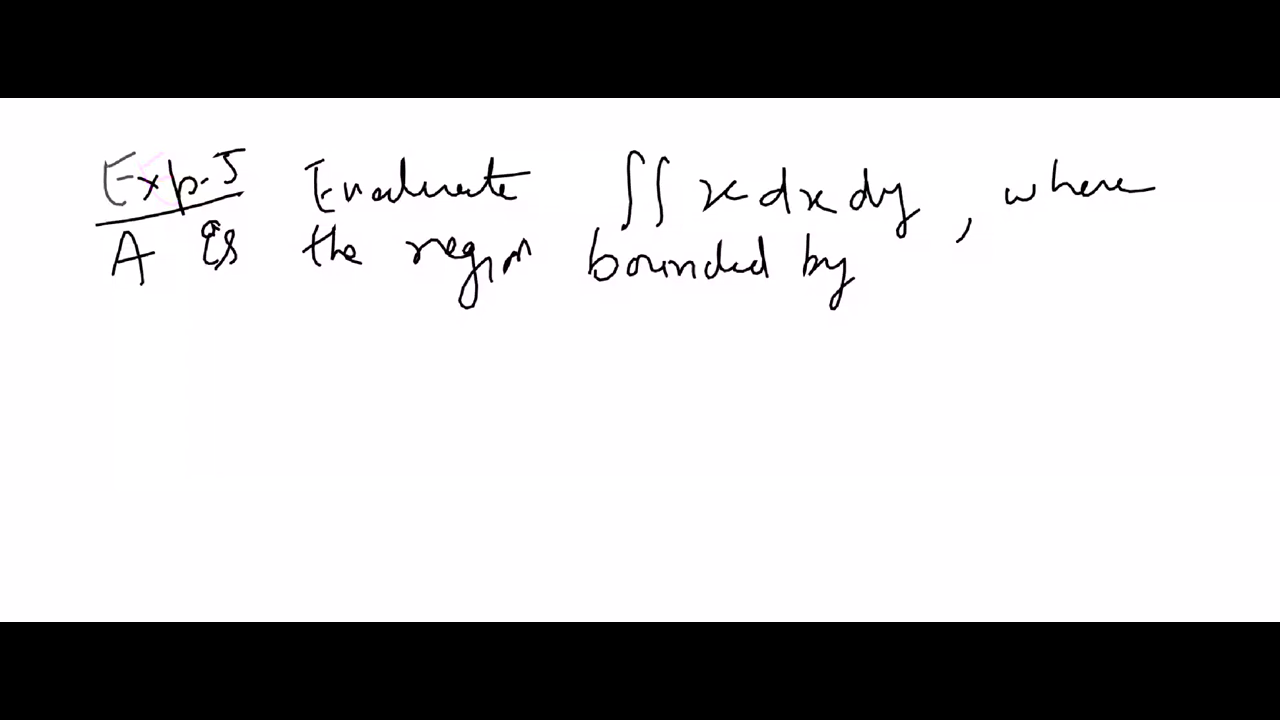 Exp.5 Evaluate ∬ x dx dy, where
A is the region bounded by